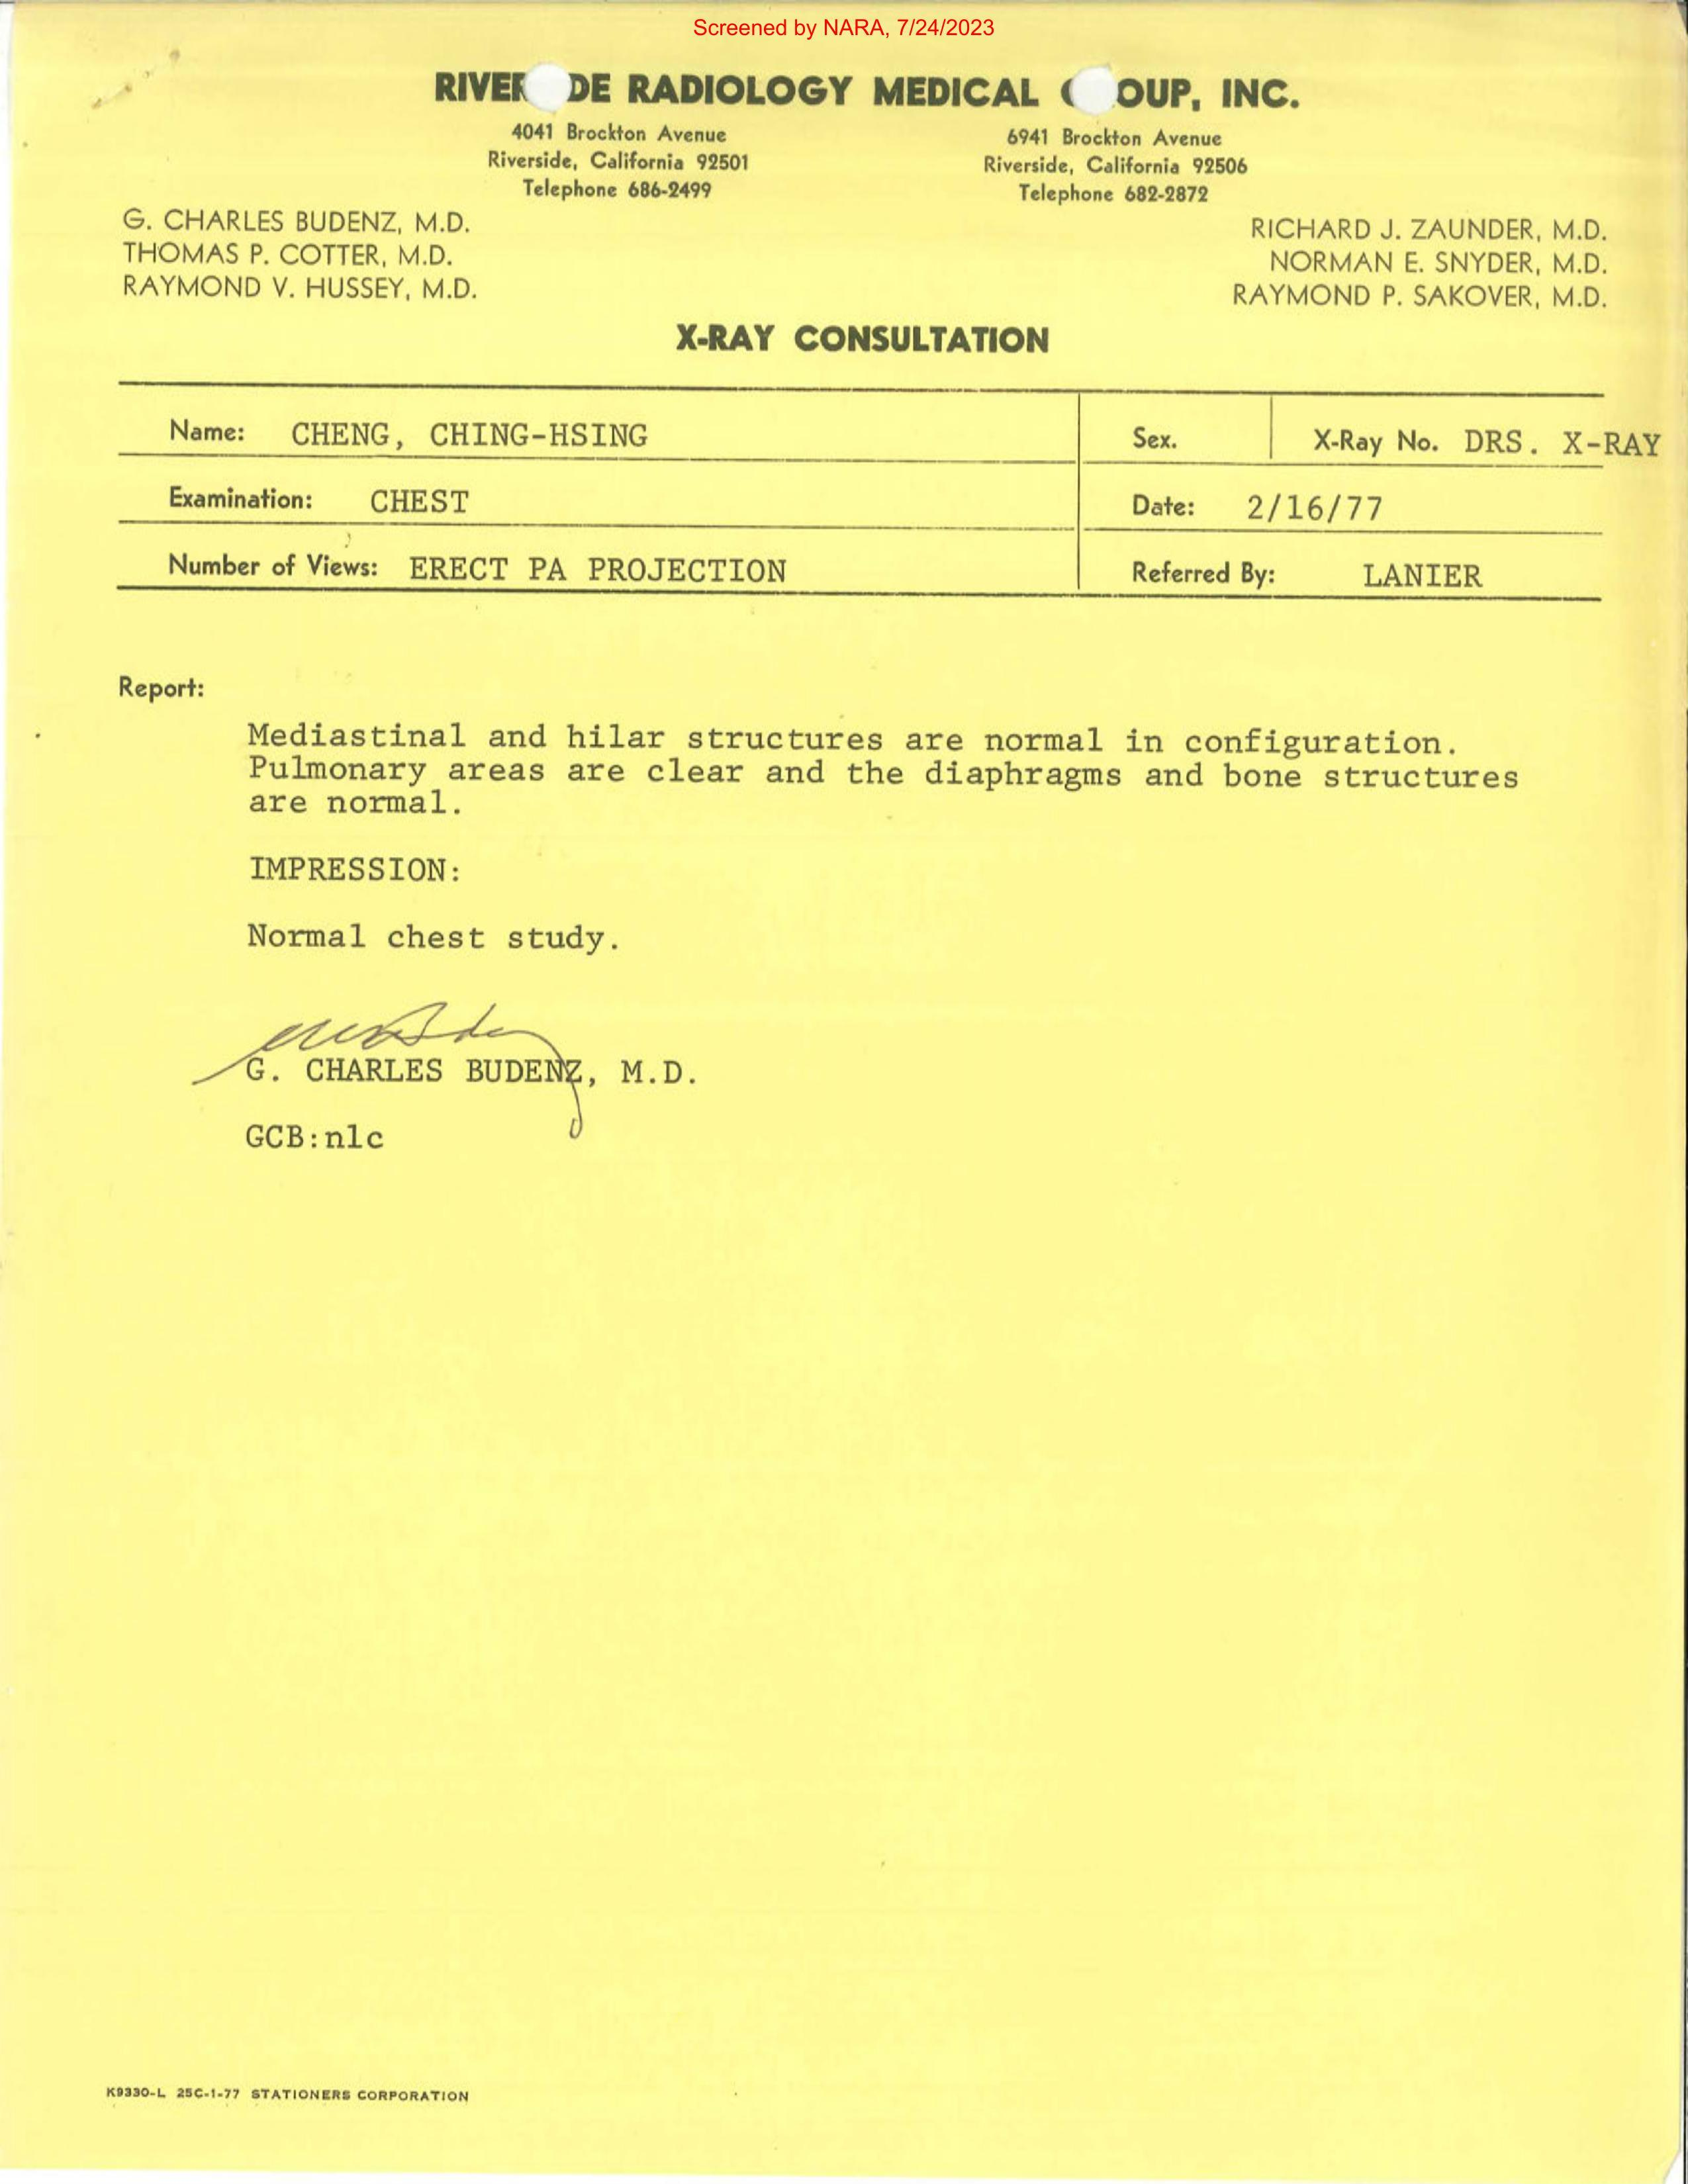 Screened by NARA, 7/24/2023
RIVER DE RADIOLOGY MEDICAL OUP, INC.
4041 Brockton Avenue
Riverside, California 92501
Telephone 686-2499
6941 Brockton Avenue
Riverside, California 92506
Telephone 682-2872
G. CHARLES BUDENZ, M.D.
THOMAS P. COTTER, M.D.
RAYMOND V. HUSSEY, M.D.
RICHARD J. ZAUNDER, M.D.
NORMAN E. SNYDER, M.D.
RAYMOND P. SAKOVER, M.D.
X-RAY CONSULTATION
Name: CHENG, CHING-HSING
Sex.
X-Ray No. DRS. X-RAY
Examination: CHEST
Date: 2/16/77
Number of Views: ERECT PA PROJECTION
Referred By: LANIER
Report:
Mediastinal and hilar structures are normal in configuration.
Pulmonary areas are clear and the diaphragms and bone structures
are normal.
IMPRESSION:
Normal chest study.
G. CHARLES BUDENZ, M.D.
GCB:nlc
K9330-L 25C-1-77 STATIONERS CORPORATION